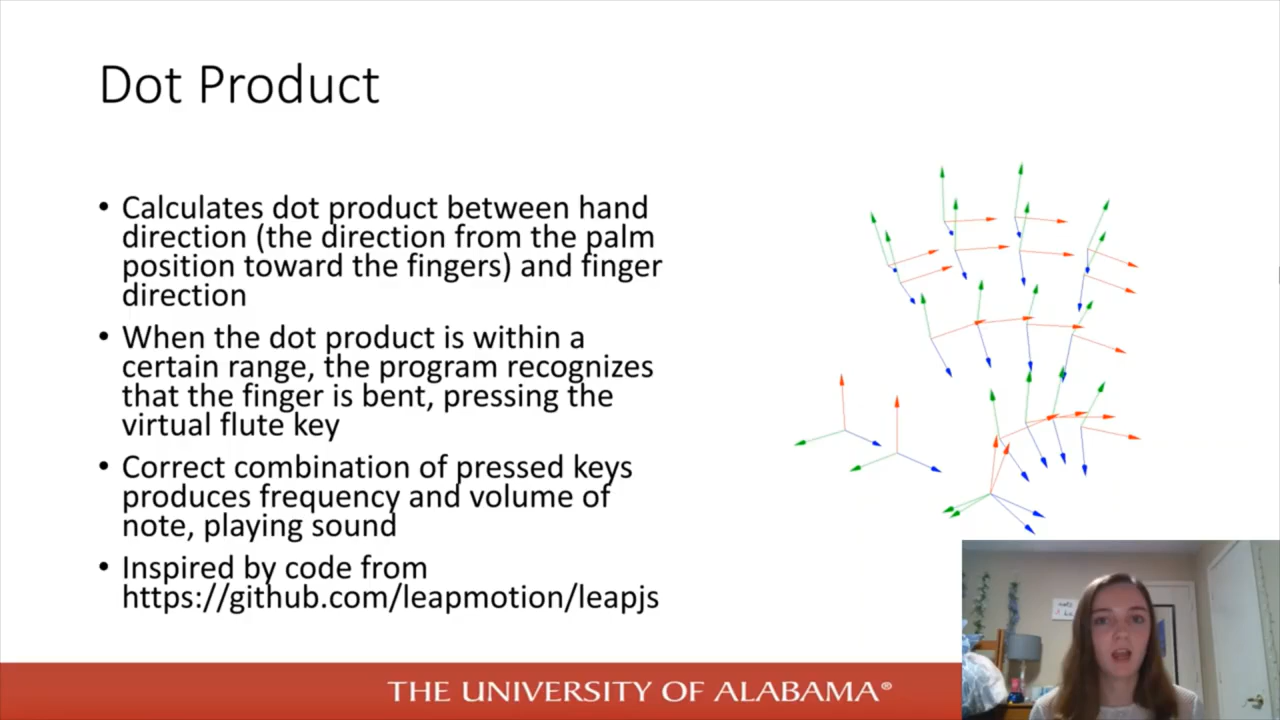 Dot Product
• Calculates dot product between hand
direction (the direction from the palm
position toward the fingers) and finger
direction
• When the dot product is within a
certain range, the program recognizes
that the finger is bent, pressing the
virtual flute key
• Correct combination of pressed keys
produces frequency and volume of
note, playing sound
• Inspired by code from
https://github.com/leapmotion/leapjs
THE UNIVERSITY OF ALABAMA®